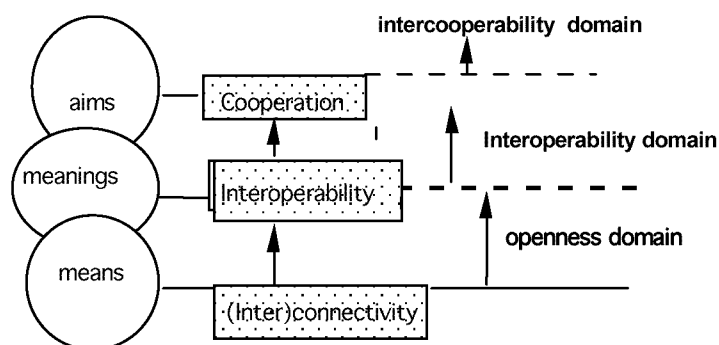 intercooperability domain
aims
Cooperation
Interoperability domain
meanings
Interoperability
openness domain
means
(Inter)connectivity